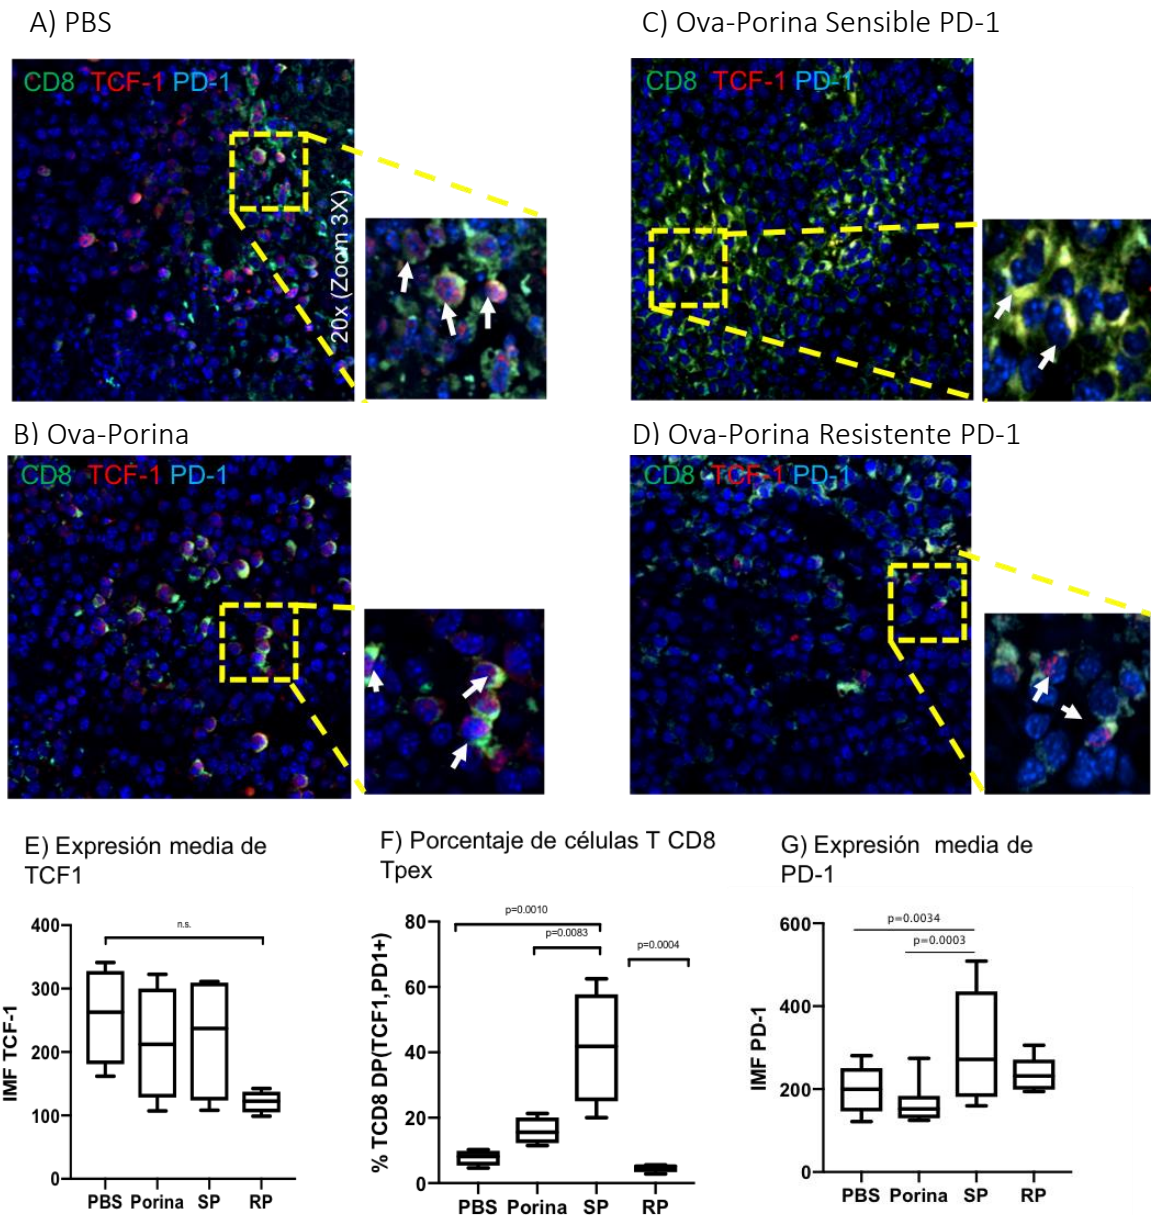 A) PBS
CD8 TCF-1 PD-1
20x (Zoom 3X)
C) Ova-Porina Sensible PD-1
CD8 TCF-1 PD-1
B) Ova-Porina
CD8 TCF-1 PD-1
D) Ova-Porina Resistente PD-1
CD8 TCF-1 PD-1
E) Expresión media de
TCF1
n.s.
IMF TCF-1
400
300
200
100
0
PBS Porina SP RP
F) Porcentaje de células T CD8
Tpex
p=0.0010
p=0.0083
p=0.0004
% TCD8 DP(TCF1,PD1+)
80
60
40
20
0
PBS Porina SP RP
G) Expresión media de
PD-1
p=0.0034
p=0.0003
IMF PD-1
600
400
200
0
PBS Porina SP RP